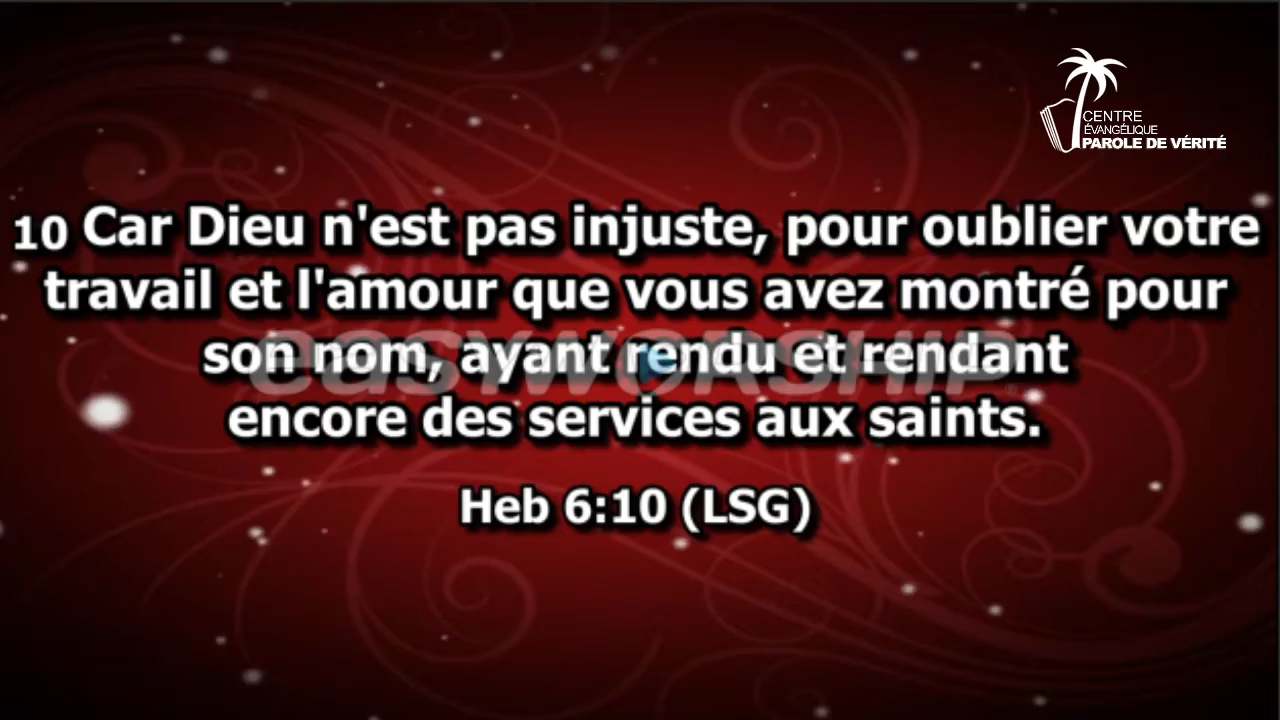 CENTRE
ÉVANGÉLIQUE
PAROLE DE VÉRITÉ
10 Car Dieu n'est pas injuste, pour oublier votre
travail et l'amour que vous avez montré pour
son nom, ayant rendu et rendant
easyworship
encore des services aux saints.
Heb 6:10 (LSG)